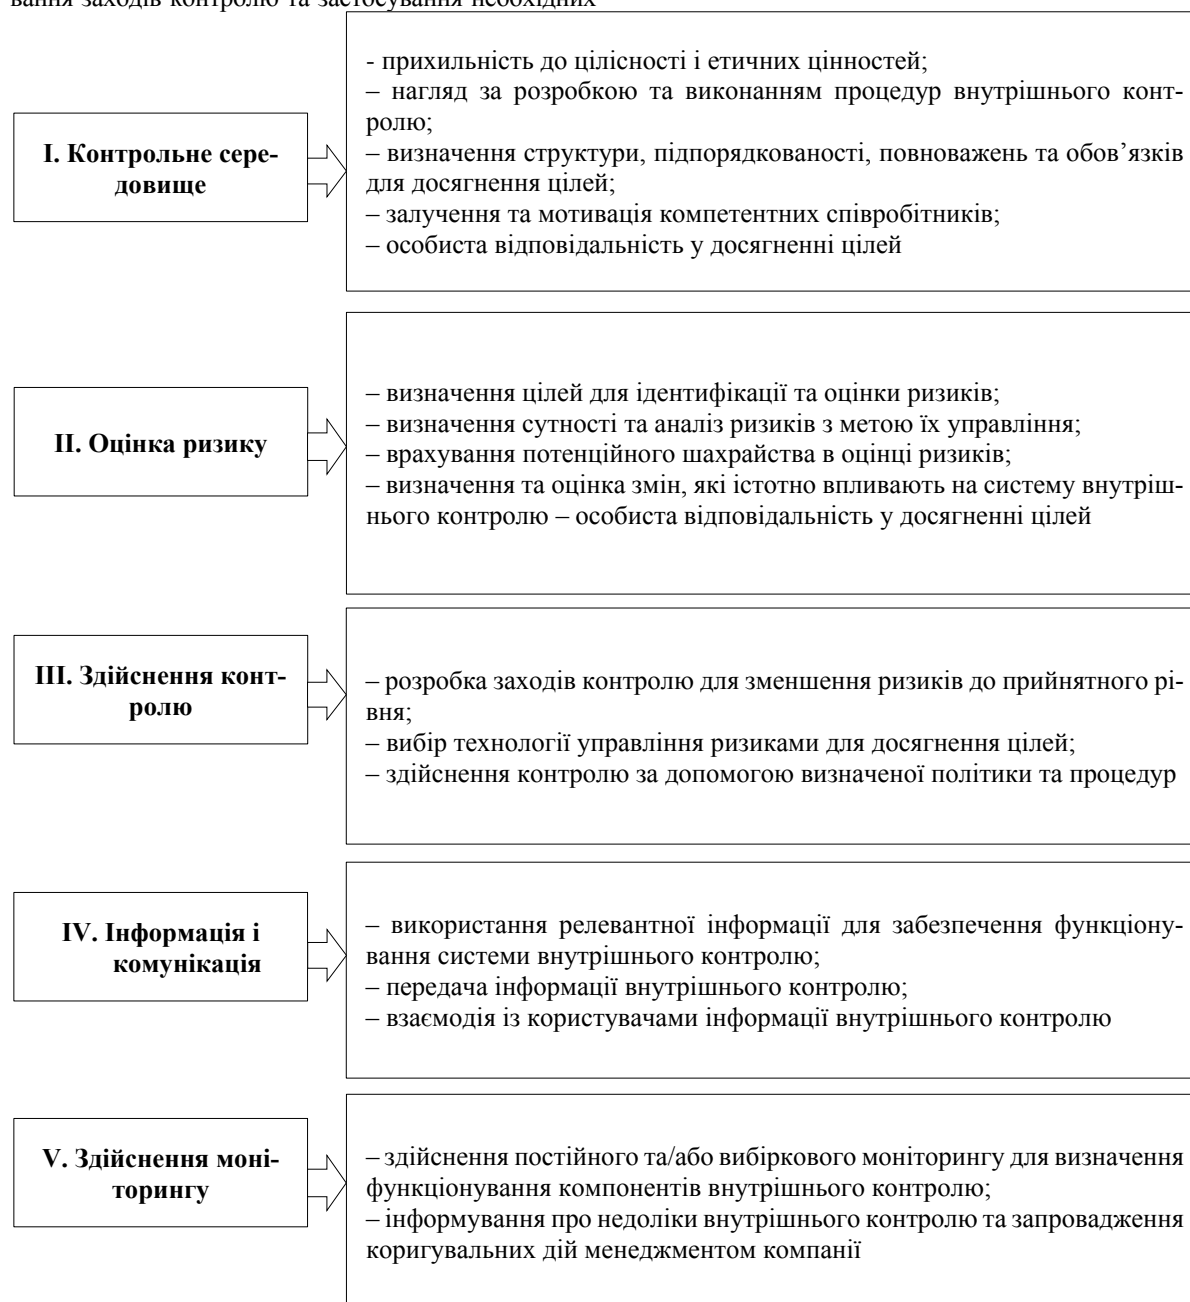 вання заходів контролю та застосування необхідних
І. Контрольне сере-
довище
- прихильність до цілісності і етичних цінностей;
– нагляд за розробкою та виконанням процедур внутрішнього конт-
ролю;
– визначення структури, підпорядкованості, повноважень та обов’язків
для досягнення цілей;
– залучення та мотивація компетентних співробітників;
– особиста відповідальність у досягненні цілей
ІІ. Оцінка ризику
– визначення цілей для ідентифікації та оцінки ризиків;
– визначення сутності та аналіз ризиків з метою їх управління;
– врахування потенційного шахрайства в оцінці ризиків;
– визначення та оцінка змін, які істотно впливають на систему внутріш-
нього контролю – особиста відповідальність у досягненні цілей
ІІІ. Здійснення конт-
ролю
– розробка заходів контролю для зменшення ризиків до прийнятного рі-
вня;
– вибір технології управління ризиками для досягнення цілей;
– здійснення контролю за допомогою визначеної політики та процедур
IV. Інформація і
комунікація
– використання релевантної інформації для забезпечення функціону-
вання системи внутрішнього контролю;
– передача інформації внутрішнього контролю;
– взаємодія із користувачами інформації внутрішнього контролю
V. Здійснення моні-
торингу
– здійснення постійного та/або вибіркового моніторингу для визначення
функціонування компонентів внутрішнього контролю;
– інформування про недоліки внутрішнього контролю та запровадження
коригувальних дій менеджментом компанії